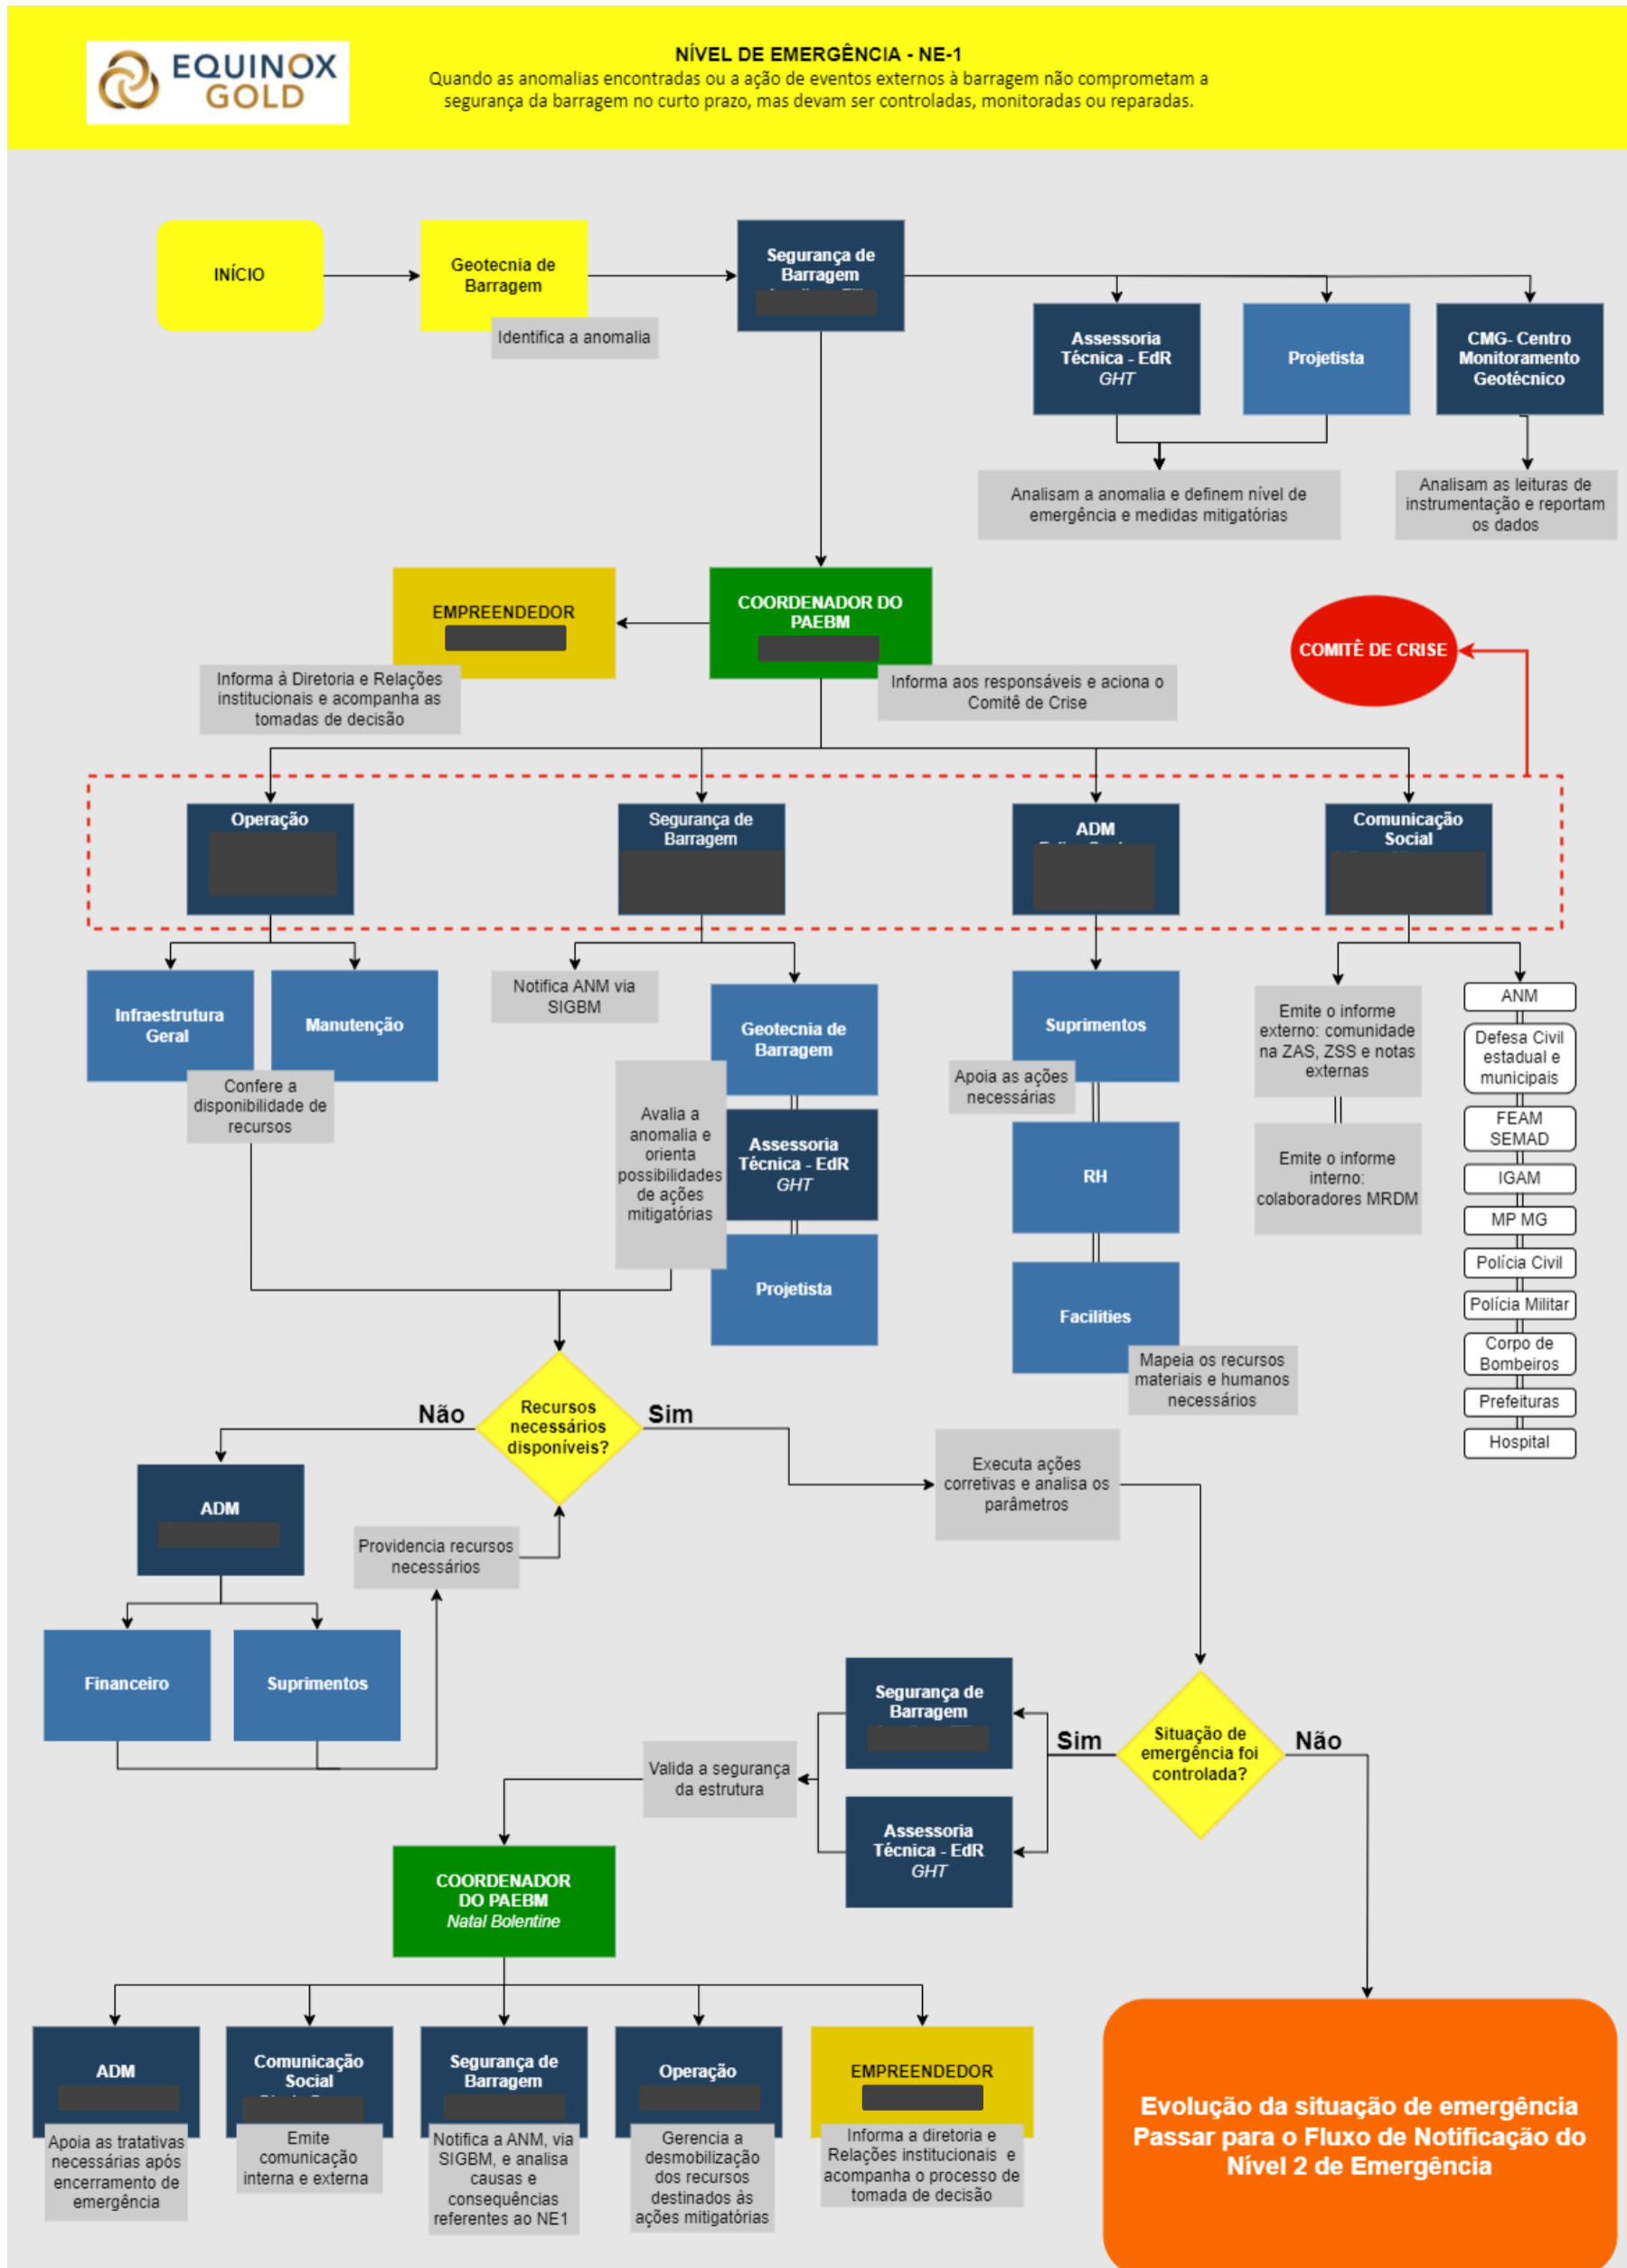 EQUINOX
GOLD
NÍVEL DE EMERGÊNCIA - NE-1
Quando as anomalias encontradas ou a ação de eventos externos à barragem não comprometam a
segurança da barragem no curto prazo, mas devam ser controladas, monitoradas ou reparadas.
INÍCIO
Geotecnia de
Barragem
Identifica a anomalia
Segurança de
Barragem
Assessoria
Técnica - EdR
GHT
Projetista
CMG- Centro
Monitoramento
Geotécnico
Analisam a anomalia e definem nível de
emergência e medidas mitigatórias
Analisam as leituras de
instrumentação e reportam
os dados
EMPREENDEDOR
Informa à Diretoria e Relações
institucionais e acompanha as
tomadas de decisão
COORDENADOR DO
PAEBM
Informa aos responsáveis e aciona o
Comitê de Crise
COMITÊ DE CRISE
Operação
Segurança de
Barragem
ADM
Comunicação
Social
Infraestrutura
Geral
Manutenção
Confere a
disponibilidade de
recursos
Notifica ANM via
SIGBM
Geotecnia de
Barragem
Avalia a
anomalia e
orienta
possibilidades
de ações
mitigatórias
Assessoria
Técnica - EdR
GHT
Projetista
Suprimentos
Apoia as ações
necessárias
RH
Facilities
Mapeia os recursos
materiais e humanos
necessários
Emite o informe
externo: comunidade
na ZAS, ZSS e notas
externas
Emite o informe
interno:
colaboradores MRDM
ANM
Defesa Civil
estadual e
municipais
FEAM
SEMAD
IGAM
MP MG
Polícia Civil
Polícia Militar
Corpo de
Bombeiros
Prefeituras
Hospital
Não
Recursos
necessários
disponíveis?
Sim
ADM
Financeiro
Suprimentos
Providencia recursos
necessários
Executa ações
corretivas e analisa os
parâmetros
Situação de
emergência foi
controlada?
Sim
Não
Segurança de
Barragem
Assessoria
Técnica - EdR
GHT
Valida a segurança
da estrutura
COORDENADOR
DO PAEBM
Natal Bolentine
ADM
Apoia as tratativas
necessárias após
encerramento de
emergência
Comunicação
Social
Emite
comunicação
interna e externa
Segurança de
Barragem
Notifica a ANM, via
SIGBM, e analisa
causas e
consequências
referentes ao NE1
Operação
Gerencia a
desmobilização
dos recursos
destinados às
ações mitigatórias
EMPREENDEDOR
Informa a diretoria e
Relações institucionais e
acompanha o processo de
tomada de decisão
Evolução da situação de emergência
Passar para o Fluxo de Notificação do
Nível 2 de Emergência